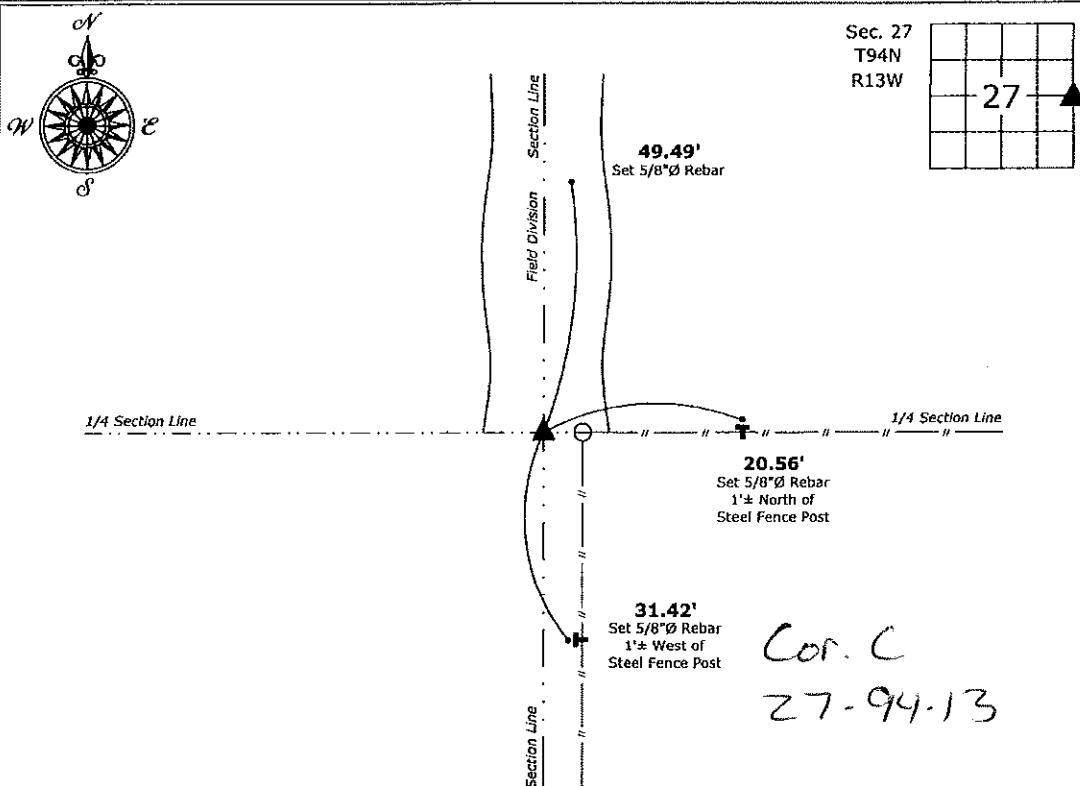 N
W
E
S
Sec. 27
T94N
R13W
27
Section Line
Field Division
49.49'
Set 5/8"Ø Rebar
1/4 Section Line
1/4 Section Line
20.56'
Set 5/8"Ø Rebar
1'± North of
Steel Fence Post
31.42'
Set 5/8"Ø Rebar
1'± West of
Steel Fence Post
Cor. C
27-94-13
Section Line